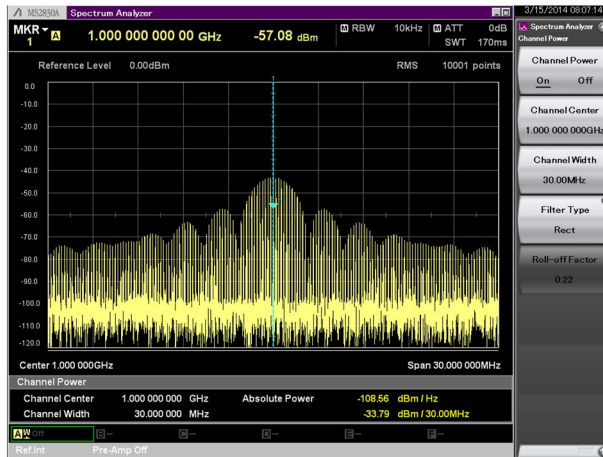 MS2830A Spectrum Analyzer
3/15/2014 08:07:14
MKR 1 A 1.000 000 000 00 GHz -57.08 dBm
M RBW 10kHz M ATT 0dB
SWT 170ms
Reference Level 0.00dBm RMS 10001 points
0.0
-10.0
-20.0
-30.0
-40.0
-50.0
-60.0
-70.0
-80.0
-90.0
-100.0
-110.0
-120.0
Center 1.000 000GHz Span 30.000 000MHz
Channel Power
Channel Center 1.000 000 000 GHz Absolute Power -108.56 dBm / Hz
Channel Width 30.000 000 MHz -33.79 dBm / 30.00MHz
A W Off B-- C-- D-- E-- F--
Ref.Int Pre-Amp Off
Spectrum Analyzer
Channel Power
Channel Power
On Off
Channel Center
1.000 000 000GHz
Channel Width
30.00MHz
Filter Type
Rect
Roll-off Factor
0.22